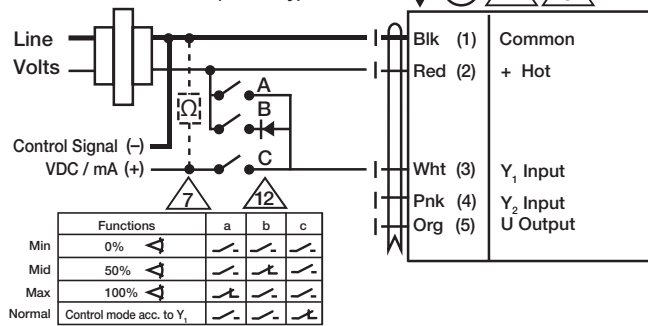 Line
Volts
Blk (1) Common
Red (2) + Hot
A
B
C
Ω
Control Signal (–)
VDC / mA (+)
7
12
Wht (3) Y1 Input
Pnk (4) Y2 Input
Org (5) U Output
Functions a b c
Min 0%
Mid 50%
Max 100%
Normal Control mode acc. to Y1